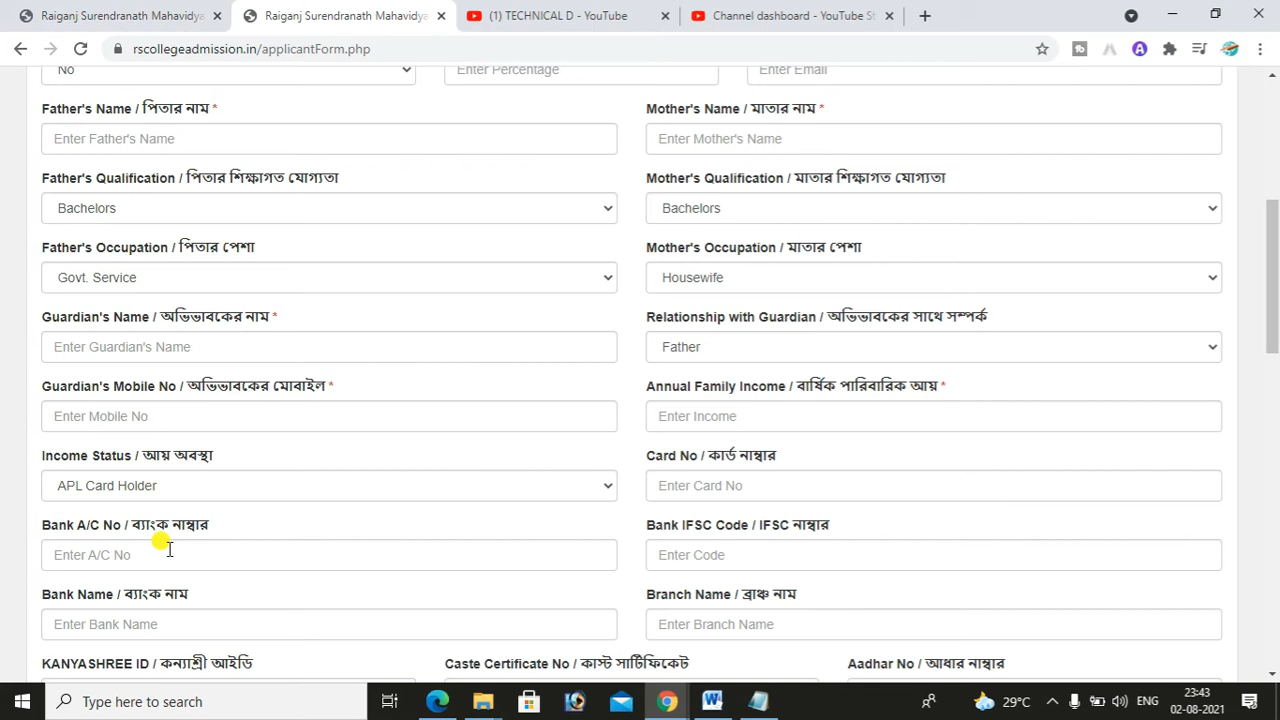 Raiganj Surendranath Mahavidya
Raiganj Surendranath Mahavidya
(1) TECHNICAL D - YouTube
Channel dashboard - YouTube St
rscollegeadmission.in/applicantForm.php
No
Enter Percentage
Enter Email
Father's Name / পিতার নাম *
Mother's Name / মাতার নাম *
Enter Father's Name
Enter Mother's Name
Father's Qualification / পিতার শিক্ষাগত যোগ্যতা
Mother's Qualification / মাতার শিক্ষাগত যোগ্যতা
Bachelors
Bachelors
Father's Occupation / পিতার পেশা
Mother's Occupation / মাতার পেশা
Govt. Service
Housewife
Guardian's Name / অভিভাবকের নাম *
Relationship with Guardian / অভিভাবকের সাথে সম্পর্ক
Enter Guardian's Name
Father
Guardian's Mobile No / অভিভাবকের মোবাইল *
Annual Family Income / বার্ষিক পারিবারিক আয় *
Enter Mobile No
Enter Income
Income Status / আয় অবস্থা
Card No / কার্ড নাম্বার
APL Card Holder
Enter Card No
Bank A/C No / ব্যাংক নাম্বার
Bank IFSC Code / IFSC নাম্বার
Enter A/C No
Enter Code
Bank Name / ব্যাংক নাম
Branch Name / ব্রাঞ্চ নাম
Enter Bank Name
Enter Branch Name
KANYASHREE ID / কন্যাশ্রী আইডি
Caste Certificate No / কাস্ট সার্টিফিকেট
Aadhar No / আধার নাম্বার
Type here to search
29°C
ENG
23:43
02-08-2021